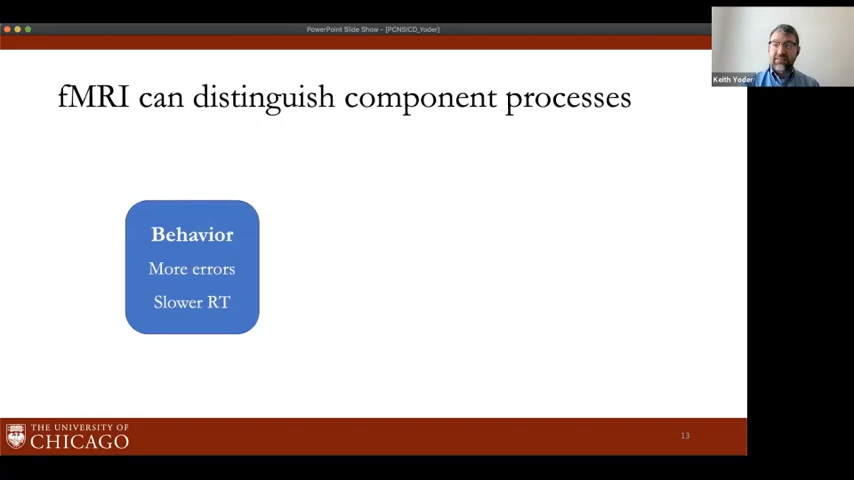 PowerPoint Slide Show - [PCNSiCD_Yoder]
Keith Yoder
fMRI can distinguish component processes
Behavior
More errors
Slower RT
THE UNIVERSITY OF
CHICAGO
13